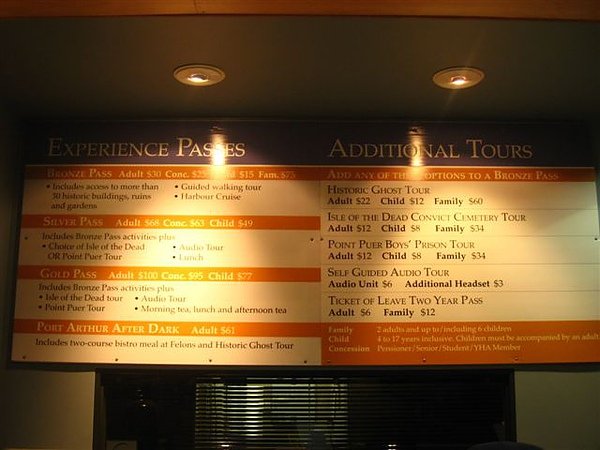 EXPERIENCE PASSES
BRONZE PASS Adult $30 Conc. $25 Child $15 Fam. $75
• Includes access to more than 30 historic buildings, ruins and gardens
• Guided walking tour
• Harbour Cruise
SILVER PASS Adult $68 Conc. $63 Child $49
Includes Bronze Pass activities plus
• Choice of Isle of the Dead OR Point Puer Tour
• Audio Tour
• Lunch
GOLD PASS Adult $100 Conc. $95 Child $77
Includes Bronze Pass activities plus
• Isle of the Dead tour
• Audio Tour
• Point Puer Tour
• Morning tea, lunch and afternoon tea
PORT ARTHUR AFTER DARK Adult $61
Includes two-course bistro meal at Felons and Historic Ghost Tour
ADDITIONAL TOURS
ADD ANY OF THESE OPTIONS TO A BRONZE PASS
HISTORIC GHOST TOUR
Adult $22 Child $12 Family $60
ISLE OF THE DEAD CONVICT CEMETERY TOUR
Adult $12 Child $8 Family $34
POINT PUER BOYS' PRISON TOUR
Adult $12 Child $8 Family $34
SELF GUIDED AUDIO TOUR
Audio Unit $6 Additional Headset $3
TICKET OF LEAVE TWO YEAR PASS
Adult $6 Family $12
Family 2 adults and up to/including 6 children
Child 4 to 17 years inclusive. Children must be accompanied by an adult
Concession Pensioner/Senior/Student/YHA Member